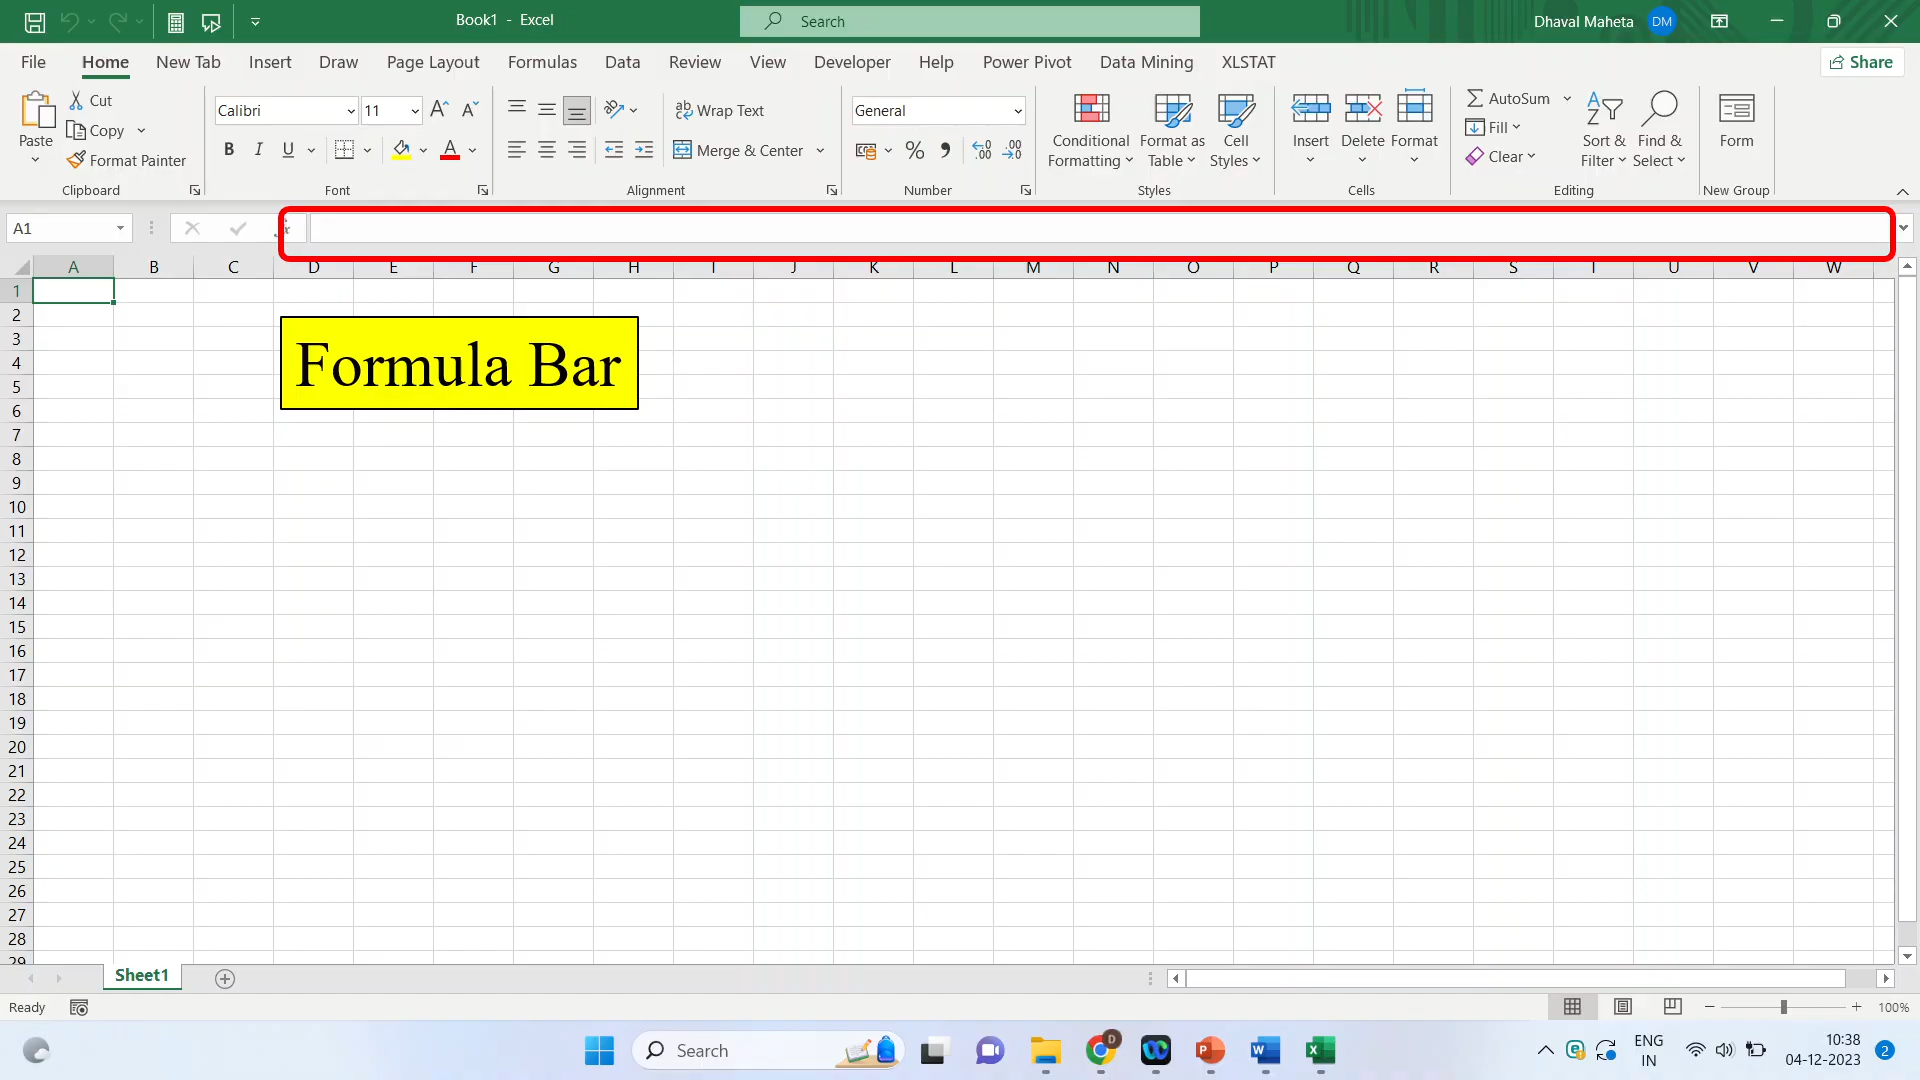 Book1 - Excel
Search
Dhaval Maheta DM
File Home New Tab Insert Draw Page Layout Formulas Data Review View Developer Help Power Pivot Data Mining XLSTAT Share
Paste
Cut
Copy
Format Painter
Clipboard
Calibri 11
B I U A
Font
Wrap Text
Merge & Center
Alignment
General
% , .00 .00
Number
Conditional Formatting
Format as Table
Cell Styles
Styles
Insert Delete Format
Cells
AutoSum
Fill
Clear
Sort & Filter
Find & Select
Editing
Form
New Group
A1
A B C D E F G H I J K L M N O P Q R S T U V W
1
2
3
4
5
6
7
8
9
10
11
12
13
14
15
16
17
18
19
20
21
22
23
24
25
26
27
28
29
Formula Bar
Sheet1
Ready
100%
Search
ENG
IN
10:38
04-12-2023
2